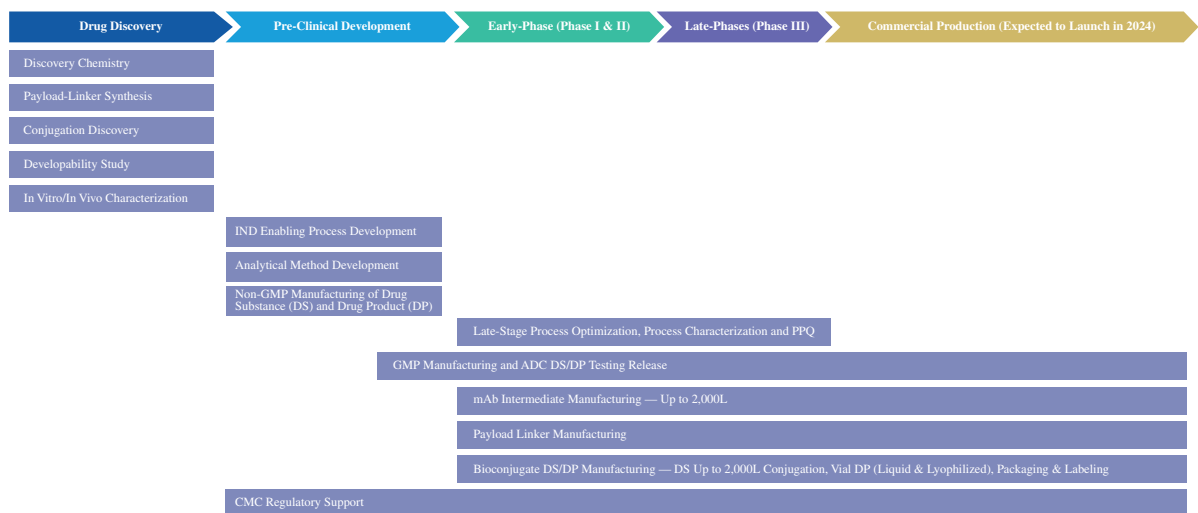 Drug Discovery
Pre-Clinical Development
Early-Phase (Phase I & II)
Late-Phases (Phase III)
Commercial Production (Expected to Launch in 2024)
Discovery Chemistry
Payload-Linker Synthesis
Conjugation Discovery
Developability Study
In Vitro/In Vivo Characterization
IND Enabling Process Development
Analytical Method Development
Non-GMP Manufacturing of Drug
Substance (DS) and Drug Product (DP)
Late-Stage Process Optimization, Process Characterization and PPQ
GMP Manufacturing and ADC DS/DP Testing Release
mAb Intermediate Manufacturing — Up to 2,000L
Payload Linker Manufacturing
Bioconjugate DS/DP Manufacturing — DS Up to 2,000L Conjugation, Vial DP (Liquid & Lyophilized), Packaging & Labeling
CMC Regulatory Support